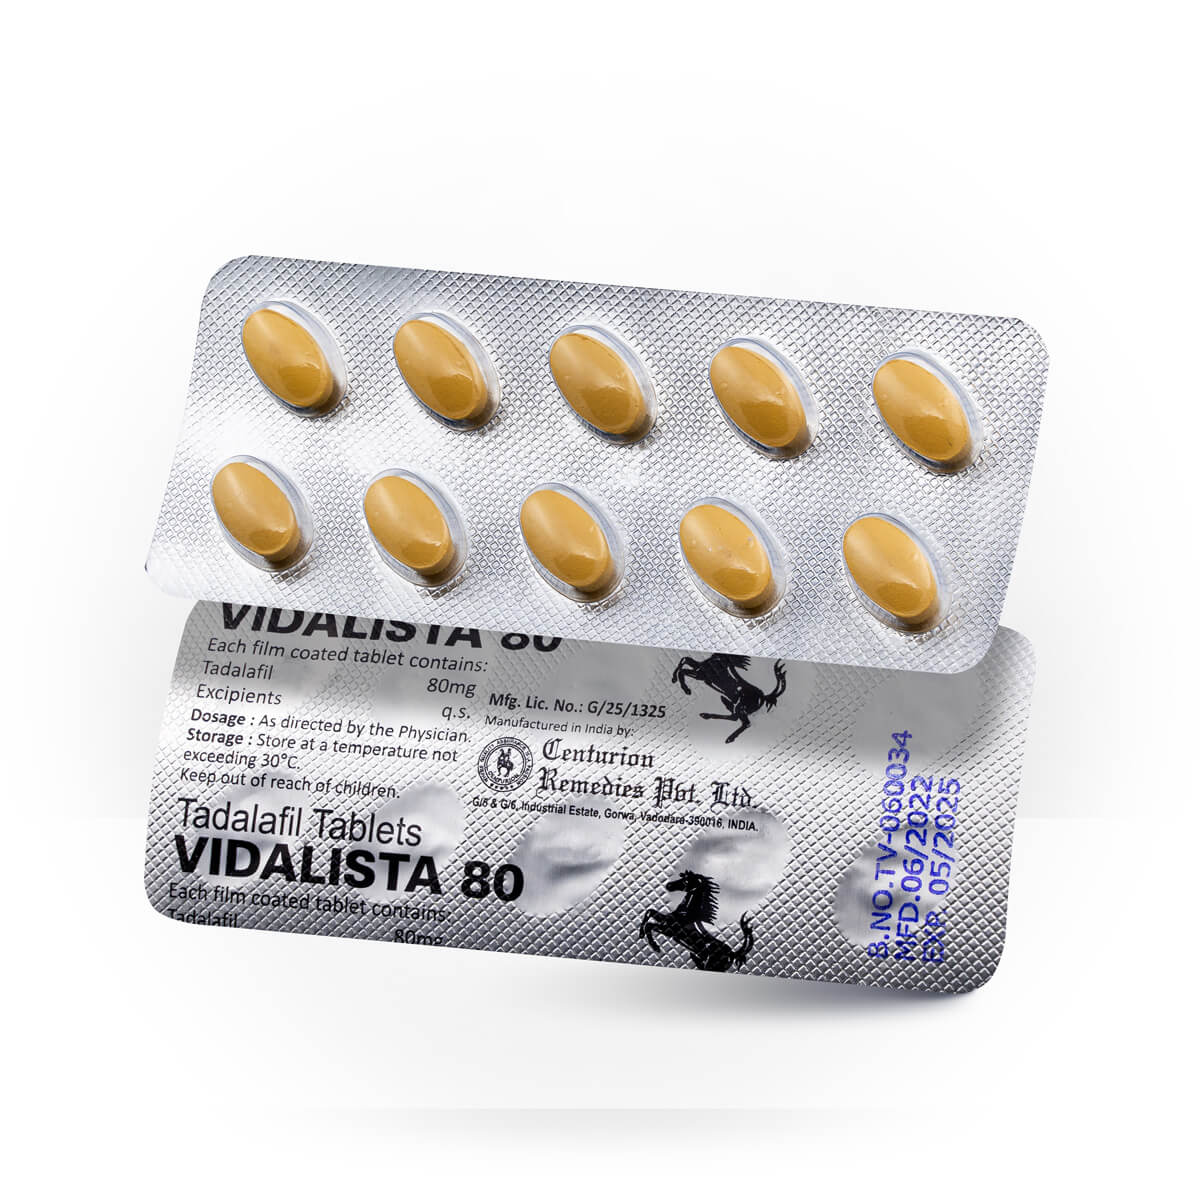 VIDALISTA 80
Each film coated tablet contains:
Tadalafil 80mg
Excipients q.s.
Dosage : As directed by the Physician.
Storage : Store at a temperature not
exceeding 30°C.
Keep out of reach of children.
Mfg. Lic. No.: G/25/1325
Manufactured in India by:
Centurion
Remedies Pvt. Ltd.
G/5 & G/6, Industrial Estate, Gorwa, Vadodara-390016, INDIA.
CENTURION
Tadalafil Tablets
VIDALISTA 80
Each film coated tablet contains:
Tadalafil 80mg
B.NO.TV-060034
MFD.06/2022
EXP. 05/2025